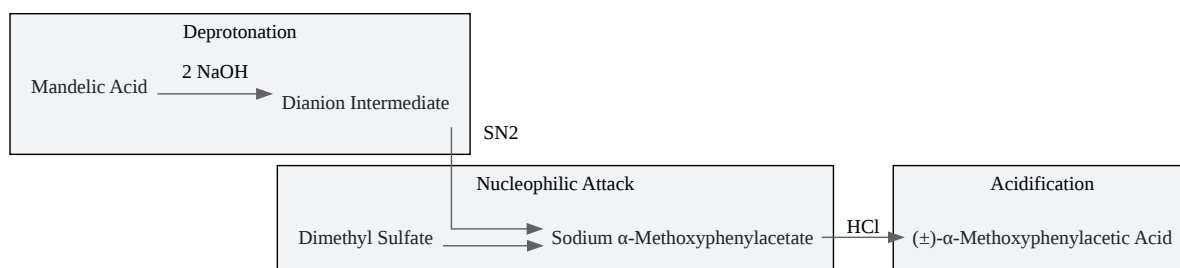 Deprotonation
2 NaOH
Mandelic Acid
Dianion Intermediate
SN2
Nucleophilic Attack
Dimethyl Sulfate
Sodium α-Methoxyphenylacetate
HCl
Acidification
(±)-α-Methoxyphenylacetic Acid